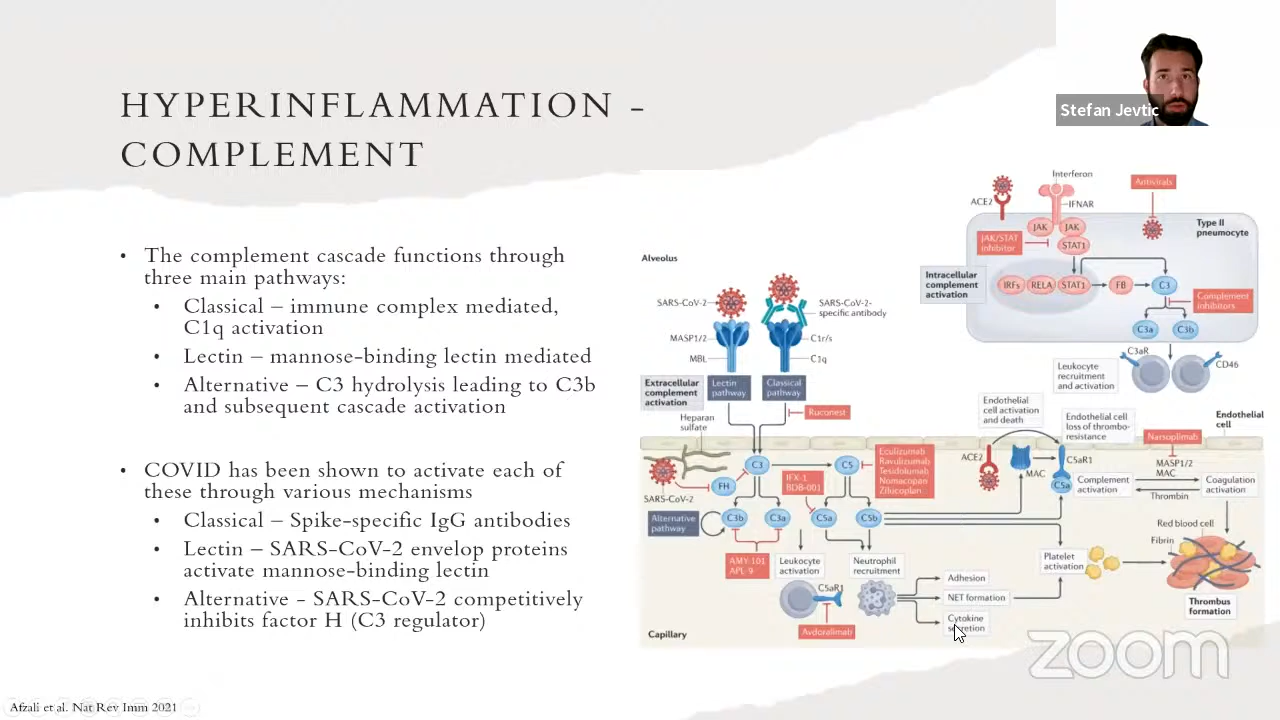 HYPERINFLAMMATION -
COMPLEMENT
Stefan Jevtic
• The complement cascade functions through
three main pathways:
• Classical – immune complex mediated,
C1q activation
• Lectin – mannose-binding lectin mediated
• Alternative – C3 hydrolysis leading to C3b
and subsequent cascade activation
• COVID has been shown to activate each of
these through various mechanisms
• Classical – Spike-specific IgG antibodies
• Lectin – SARS-CoV-2 envelop proteins
activate mannose-binding lectin
• Alternative - SARS-CoV-2 competitively
inhibits factor H (C3 regulator)
Afzali et al. Nat Rev Imm 2021
Interferon
Antivirals
ACE2
IFNAR
JAK
JAK
Type II
pneumocyte
JAK/STAT
inhibitor
STAT1
Alveolus
Intracellular
complement
activation
IRFs
RELA
STAT1
FB
C3
Complement
inhibitors
SARS-CoV-2
SARS-CoV-2-
specific antibody
C3a
C3b
MASP1/2
C1r/s
MBL
C1q
C3aR
CD46
Leukocyte
recruitment
and activation
Extracellular
complement
activation
Lectin
pathway
Classical
pathway
Ruconest
Heparan
sulfate
Endothelial
cell activation
and death
Endothelial cell
loss of thrombo-
resistance
Endothelial
cell
Narsoplimab
SARS-CoV-2
FH
C3
IFX-1
BDB-001
C5
Eculizumab
Ravulizumab
Tesidolumab
Nomacopan
Zilucoplan
ACE2
MAC
C5aR1
C5a
Complement
activation
MASP1/2
MAC
Thrombin
Coagulation
activation
Alternative
pathway
C3b
C3a
C5a
C5b
Red blood cell
Fibrin
AMY-101
APL-9
Leukocyte
activation
Neutrophil
recruitment
Platelet
activation
C5aR1
Adhesion
NET formation
Cytokine
secretion
Avdoralimab
Thrombus
formation
Capillary
zoom